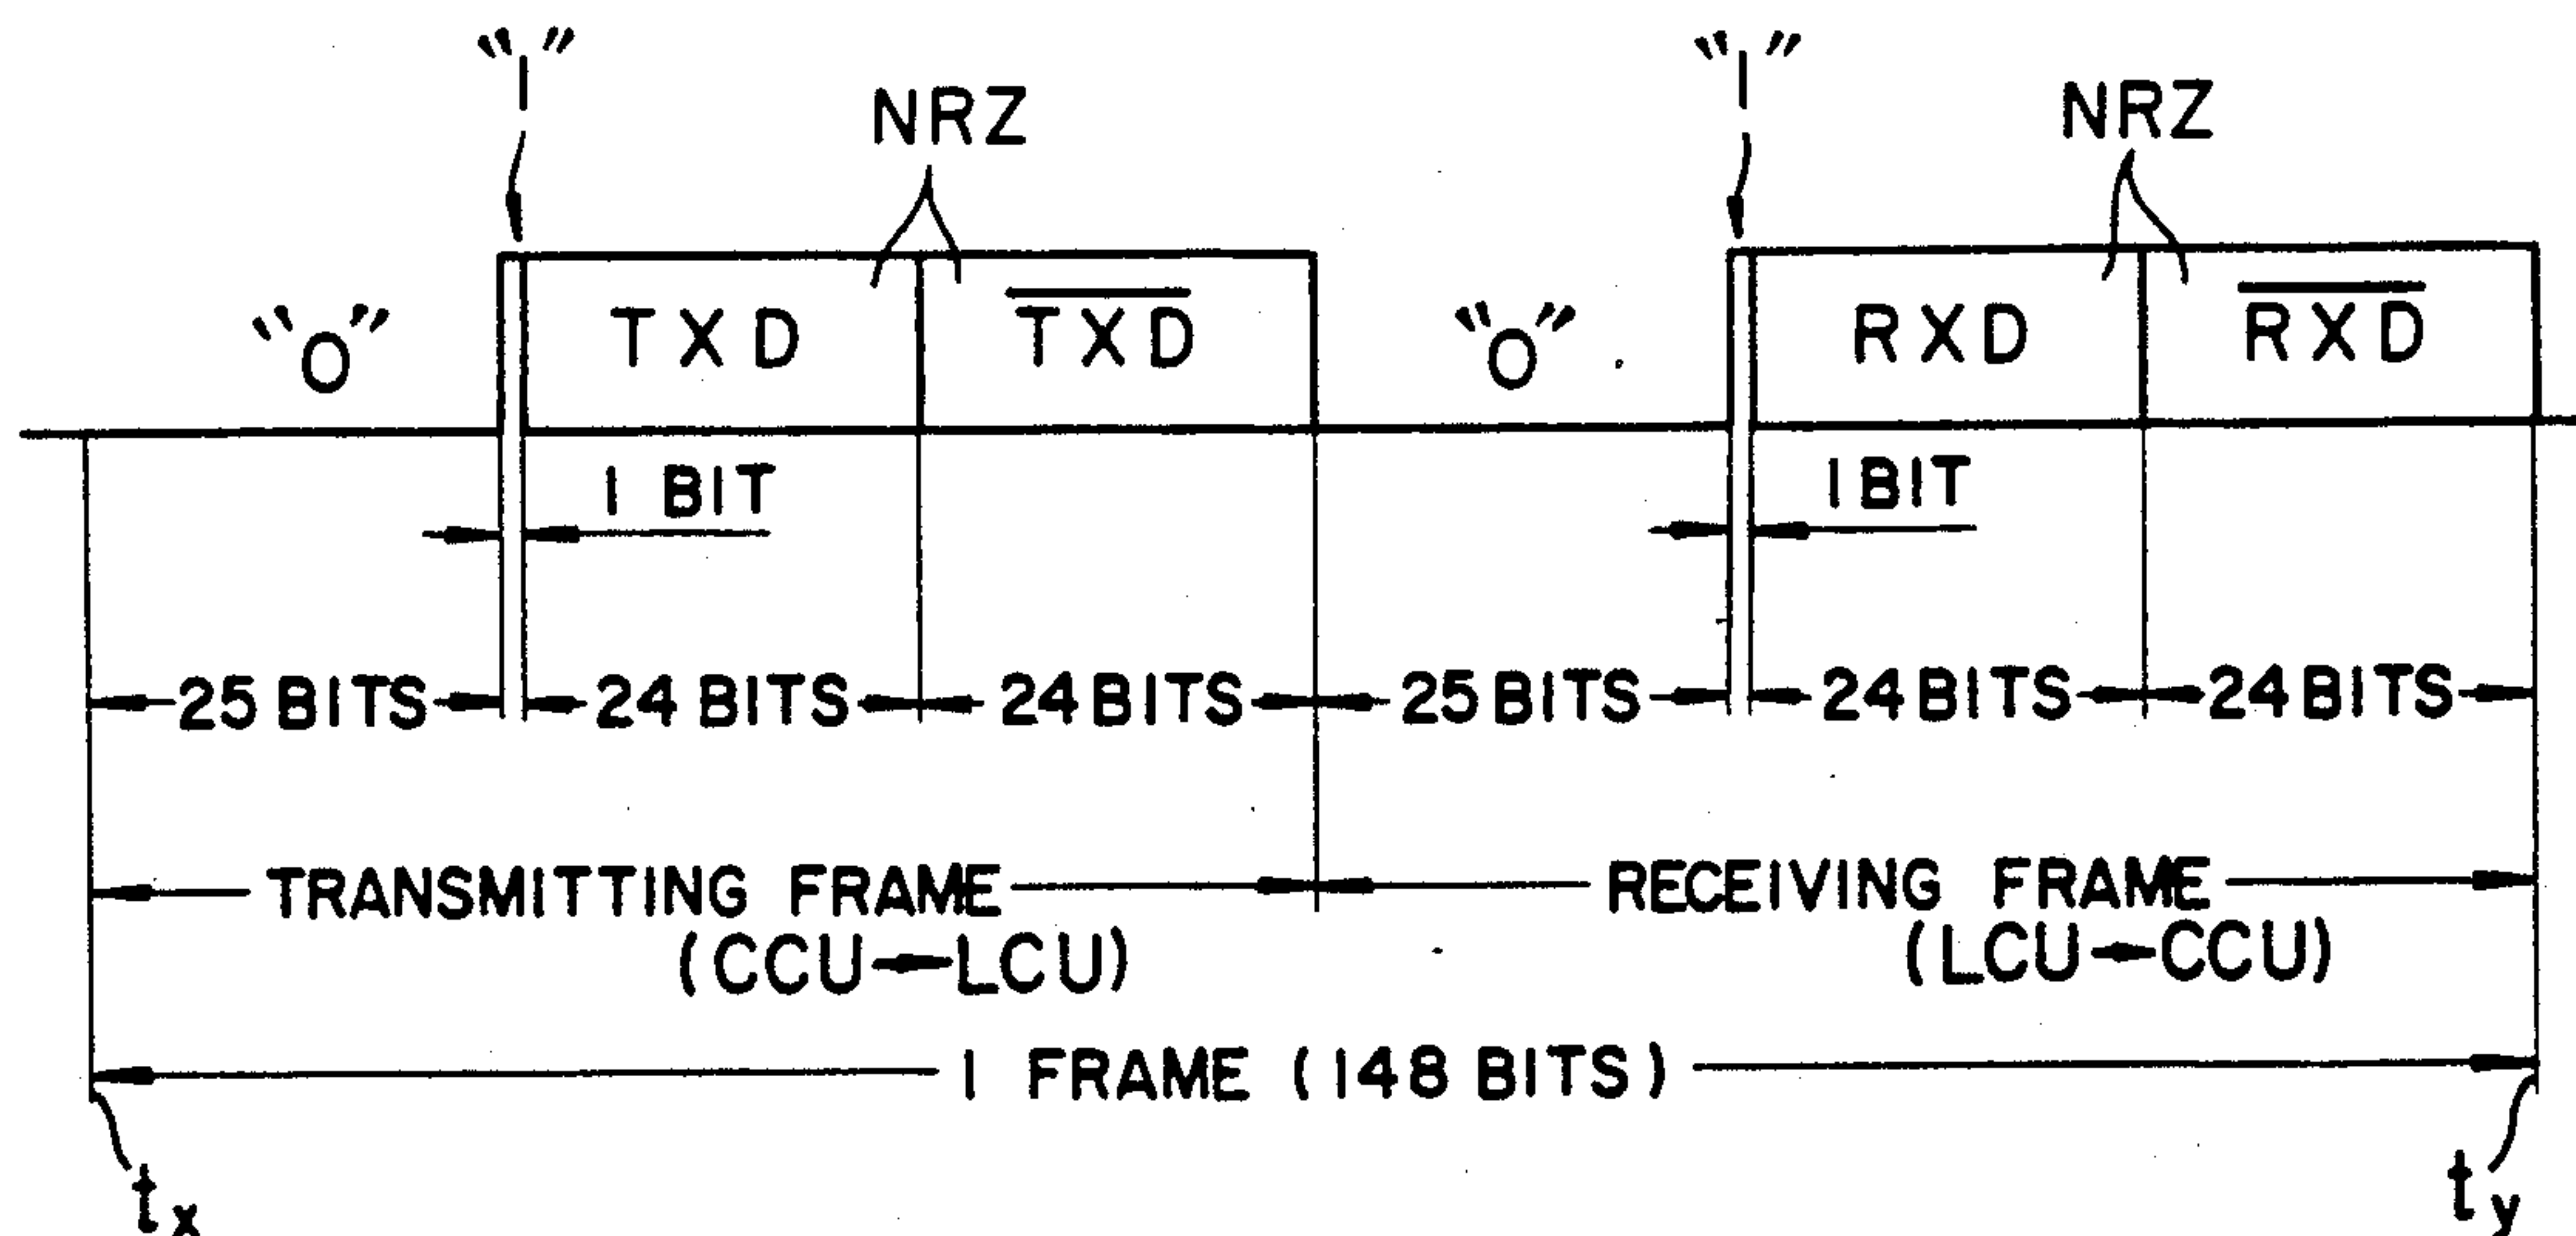 "1" "1"
NRZ NRZ
"0" TXD T̅X̅D̅ "0" RXD R̅X̅D̅
1 BIT 1 BIT
25 BITS 24 BITS 24 BITS 25 BITS 24 BITS 24 BITS
TRANSMITTING FRAME RECEIVING FRAME
(CCU→LCU) (LCU→CCU)
1 FRAME (148 BITS)
tx ty